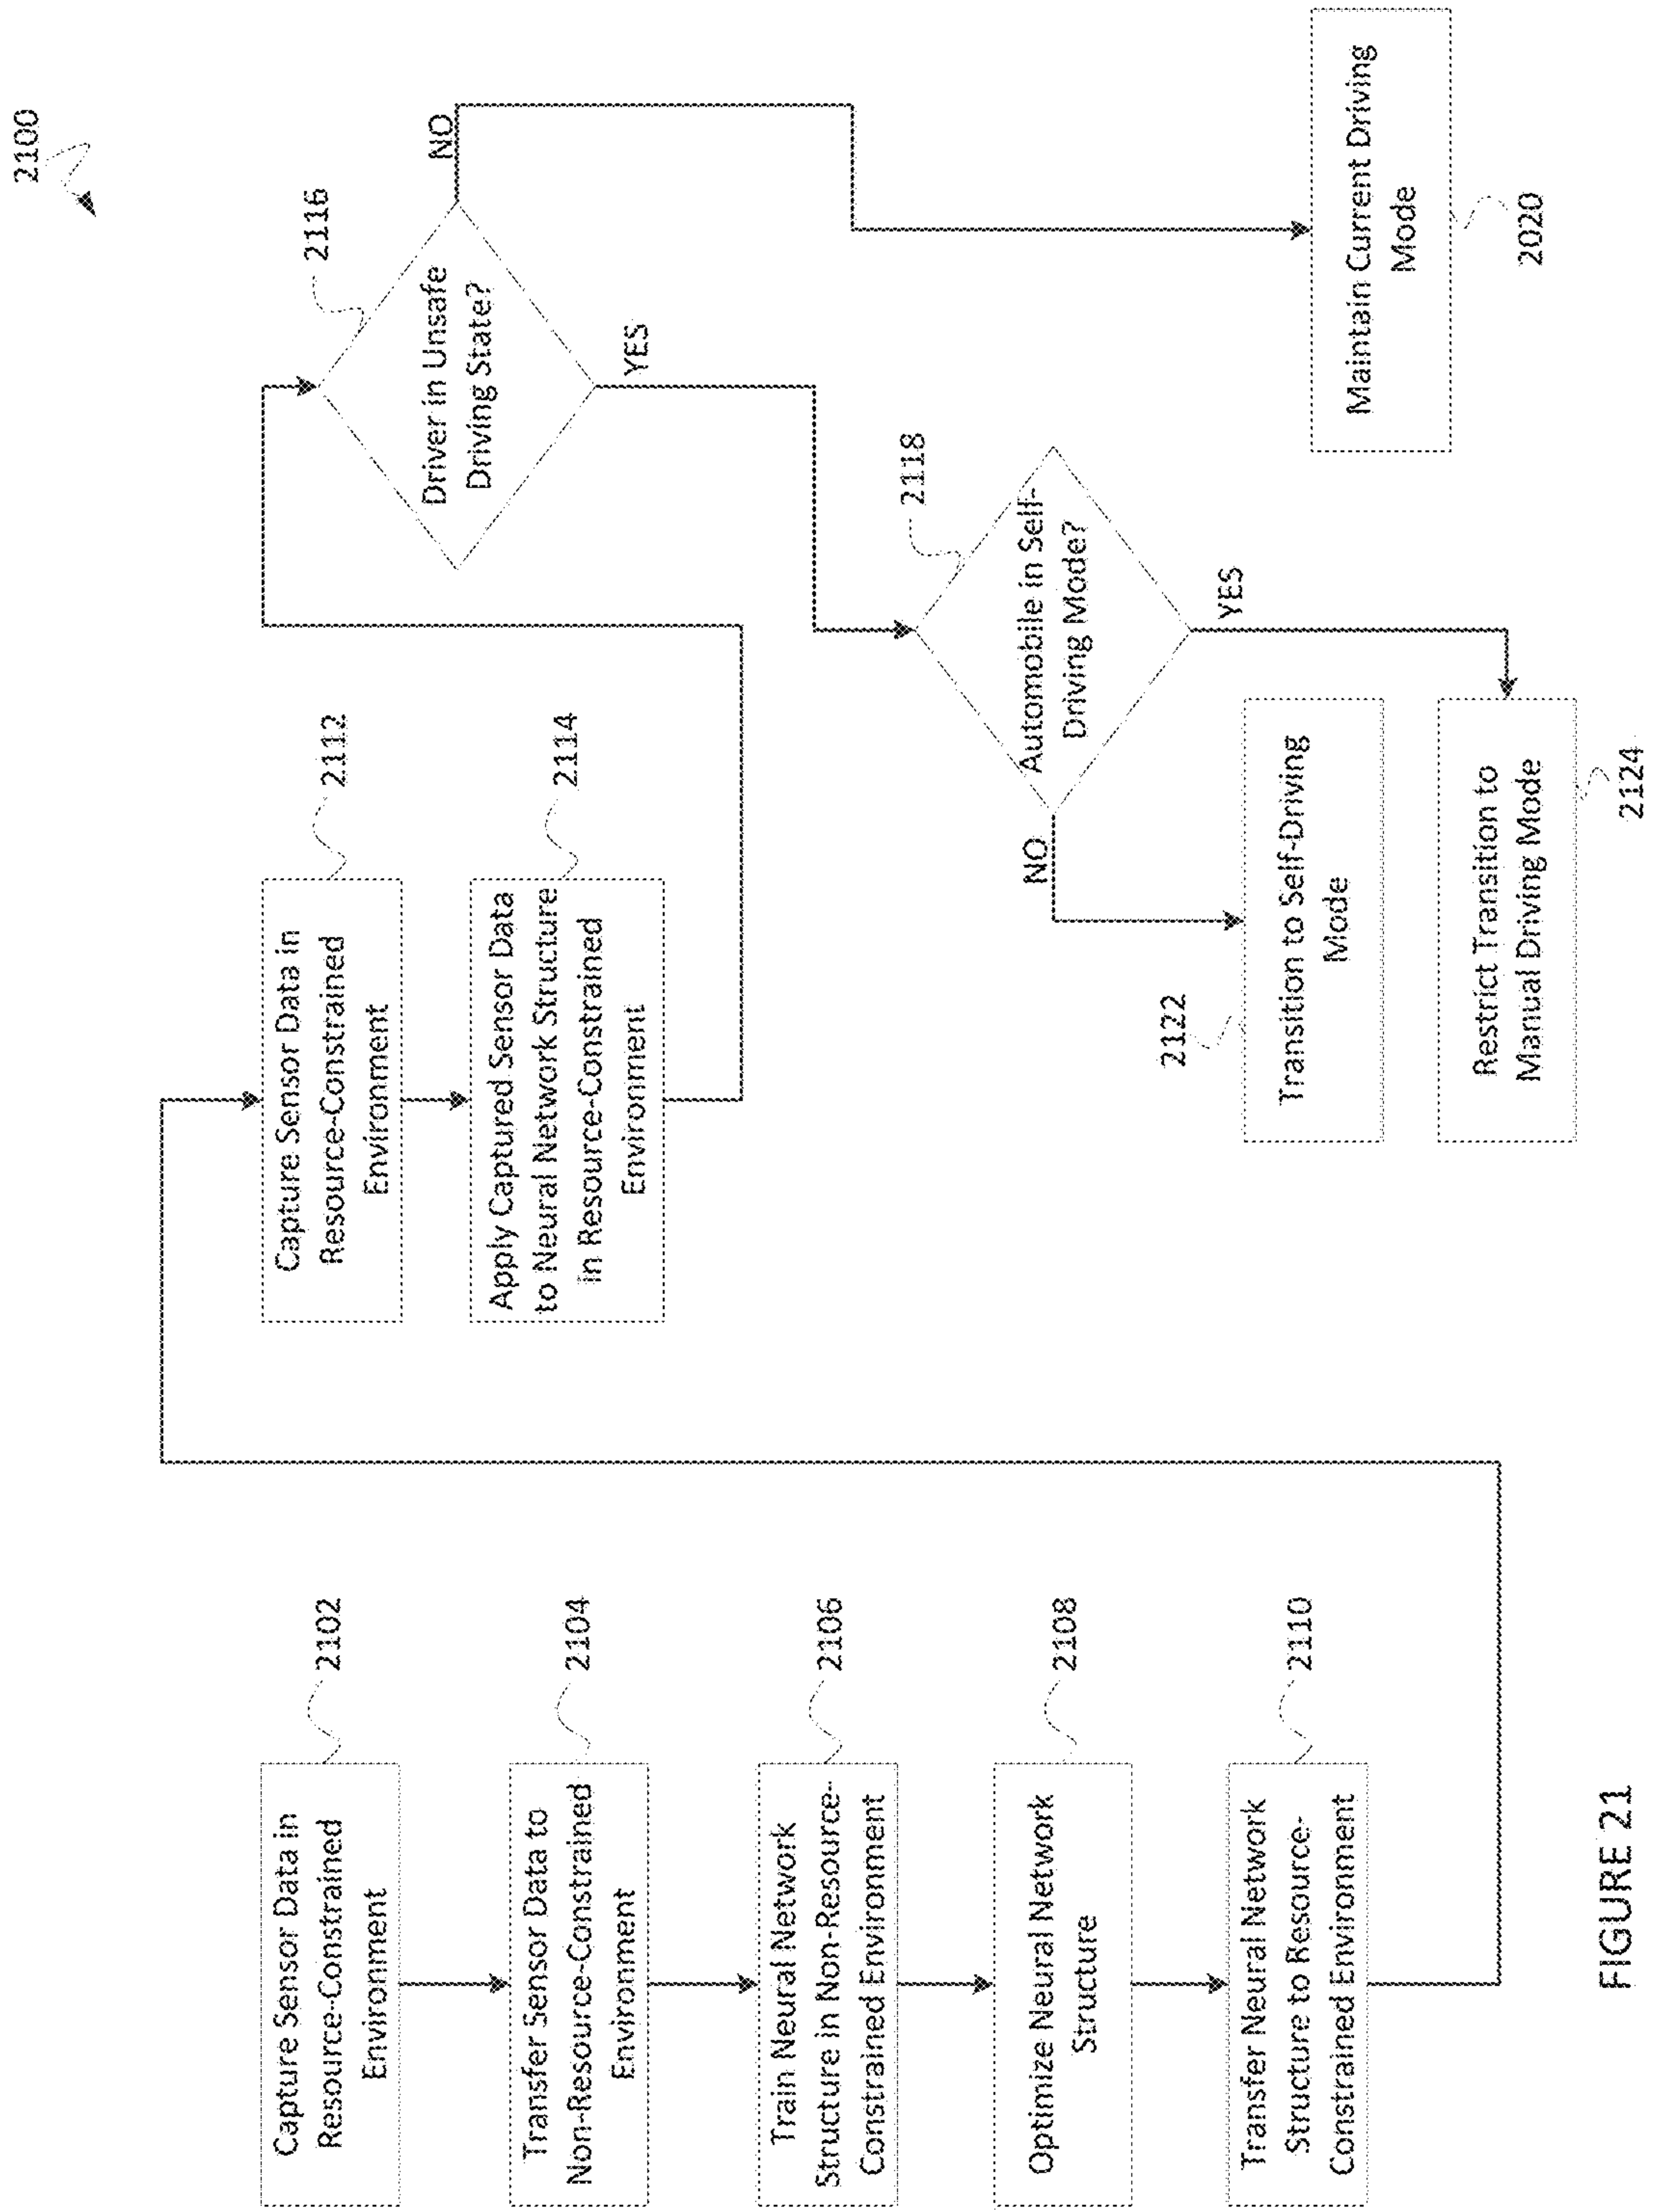 2100
Capture Sensor Data in
Resource-Constrained
Environment
2102
Transfer Sensor Data to
Non-Resource-Constrained
Environment
2104
Train Neural Network
Structure in Non-Resource-
Constrained Environment
2106
Optimize Neural Network
Structure
2108
Transfer Neural Network
Structure to Resource-
Constrained Environment
2110
Capture Sensor Data in
Resource-Constrained
Environment
2112
Apply Captured Sensor Data
to Neural Network Structure
in Resource-Constrained
Environment
2114
Driver in Unsafe
Driving State?
2116
NO
YES
Automobile in Self-
Driving Mode?
2118
NO
YES
Transition to Self-Driving
Mode
2122
Restrict Transition to
Manual Driving Mode
2124
Maintain Current Driving
Mode
2020
FIGURE 21